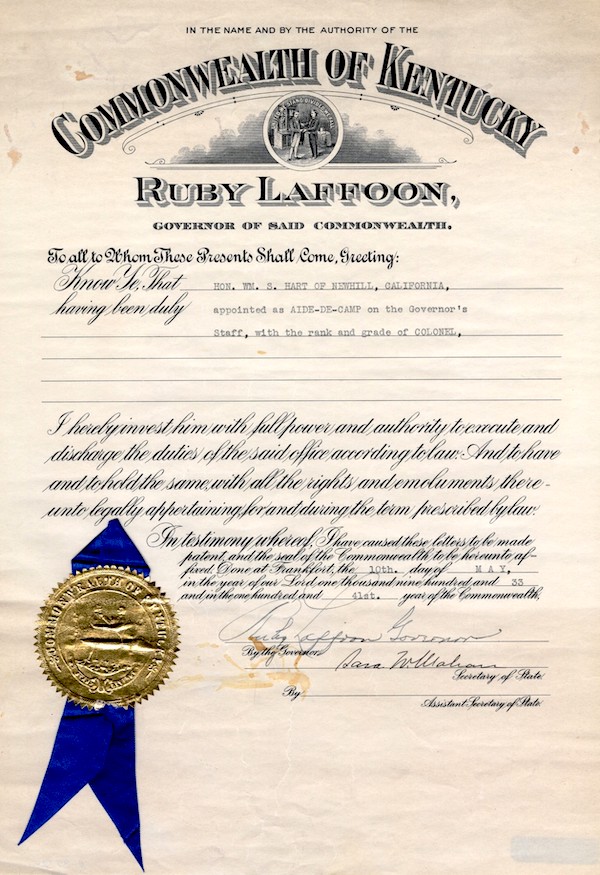 IN THE NAME AND BY THE AUTHORITY OF THE
COMMONWEALTH OF KENTUCKY
RUBY LAFFOON,
GOVERNOR OF SAID COMMONWEALTH.
To all to Whom These Presents Shall Come, Greeting:
Know Ye, That HON. WM. S. HART OF NEWHILL, CALIFORNIA,
having been duly appointed as AIDE-DE-CAMP on the Governor's
Staff, with the rank and grade of COLONEL,
I hereby invest him with full power and authority to execute and
discharge the duties of the said office according to law. And to have
and to hold the same, with all the rights and emoluments there-
unto legally appertaining, for and during the term prescribed by law.
In testimony whereof, I have caused these letters to be made
patent, and the seal of the Commonwealth to be hereunto af-
fixed Done at Frankfort, the 10th. day of MAY,
in the year of our Lord one thousand nine hundred and 33
and in the one hundred and 41st. year of the Commonwealth.
Ruby Laffoon Governor
By the Governor
Sara W. Mahan
Secretary of State.
By
Assistant Secretary of State.
COMMONWEALTH OF KENTUCKY